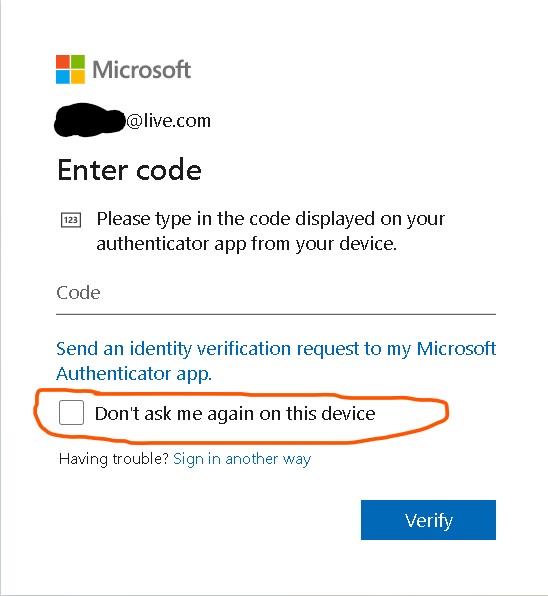 Microsoft
@live.com
Enter code
123
Please type in the code displayed on your
authenticator app from your device.
Code
Send an identity verification request to my Microsoft
Authenticator app.
Don't ask me again on this device
Having trouble? Sign in another way
Verify